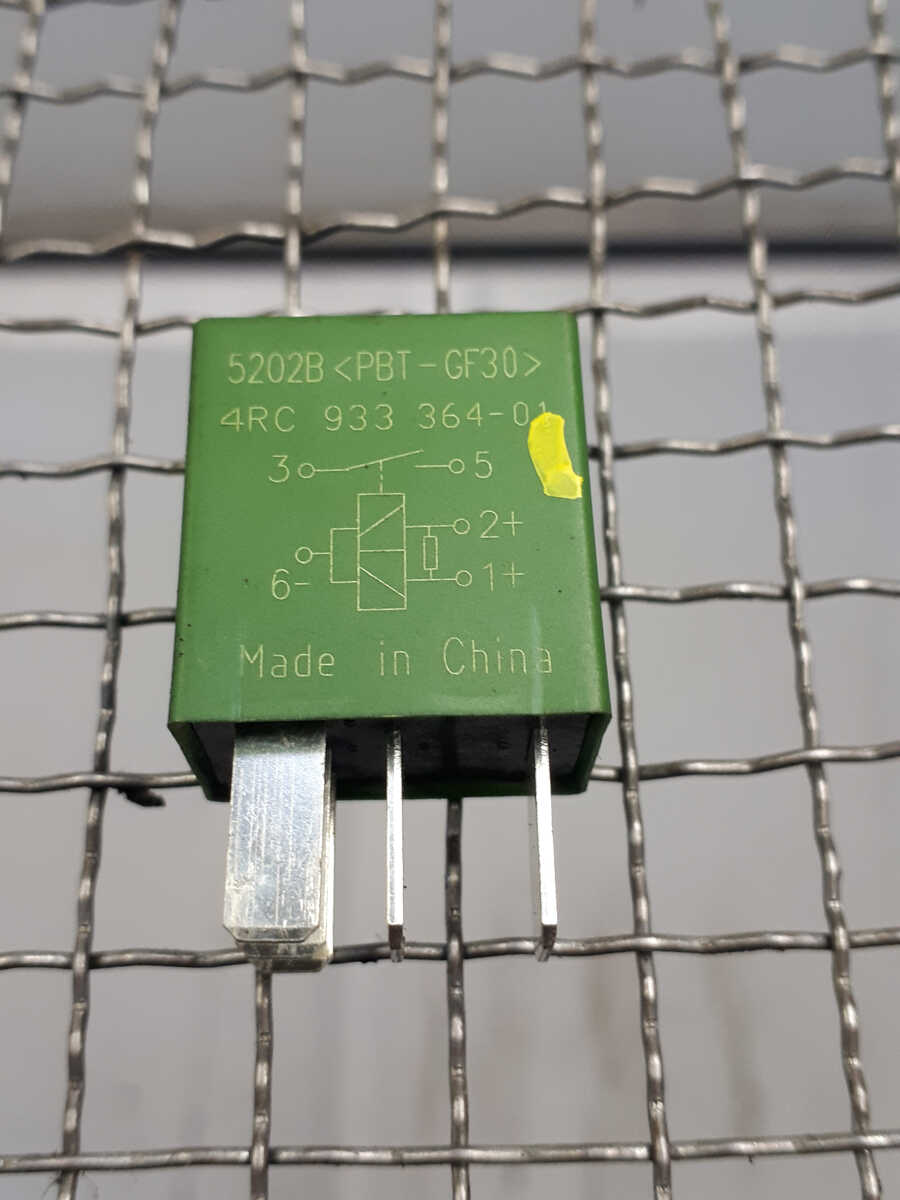 5202B <PBT-GF30>
4RC 933 364-01
3 5
2+
6- 1+
Made in China